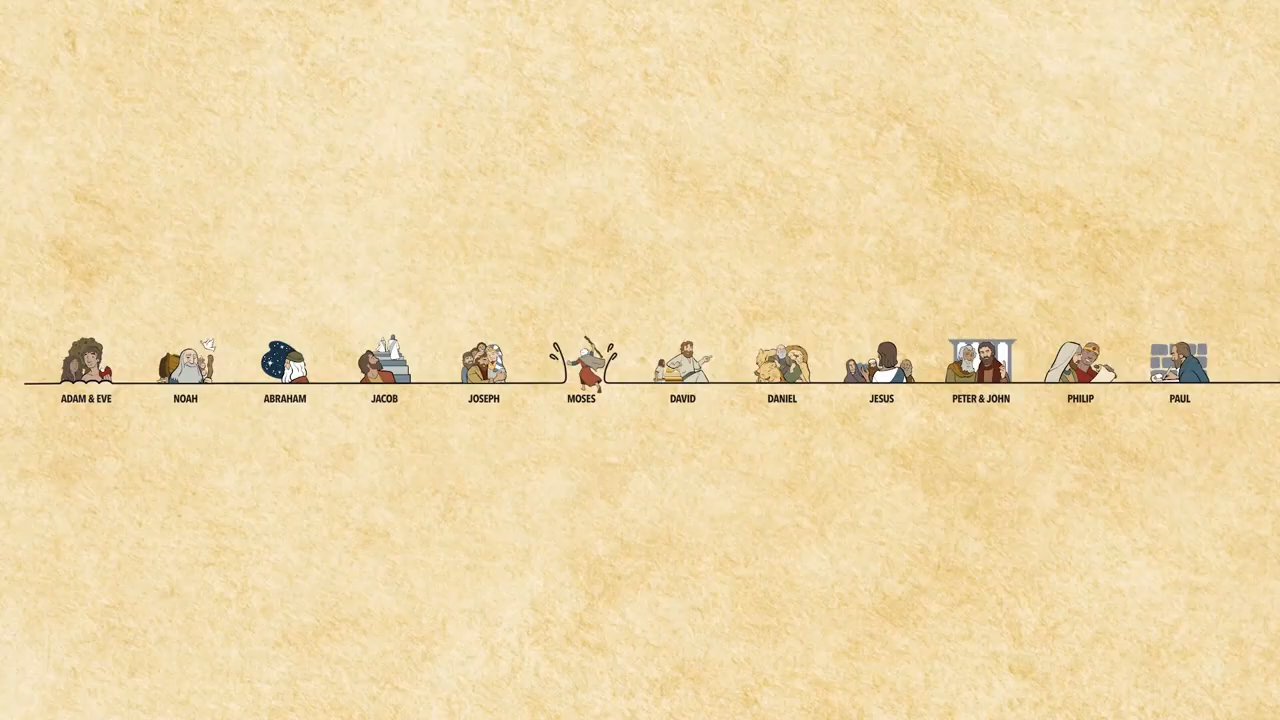 ADAM & EVE
NOAH
ABRAHAM
JACOB
JOSEPH
MOSES
DAVID
DANIEL
JESUS
PETER & JOHN
PHILIP
PAUL